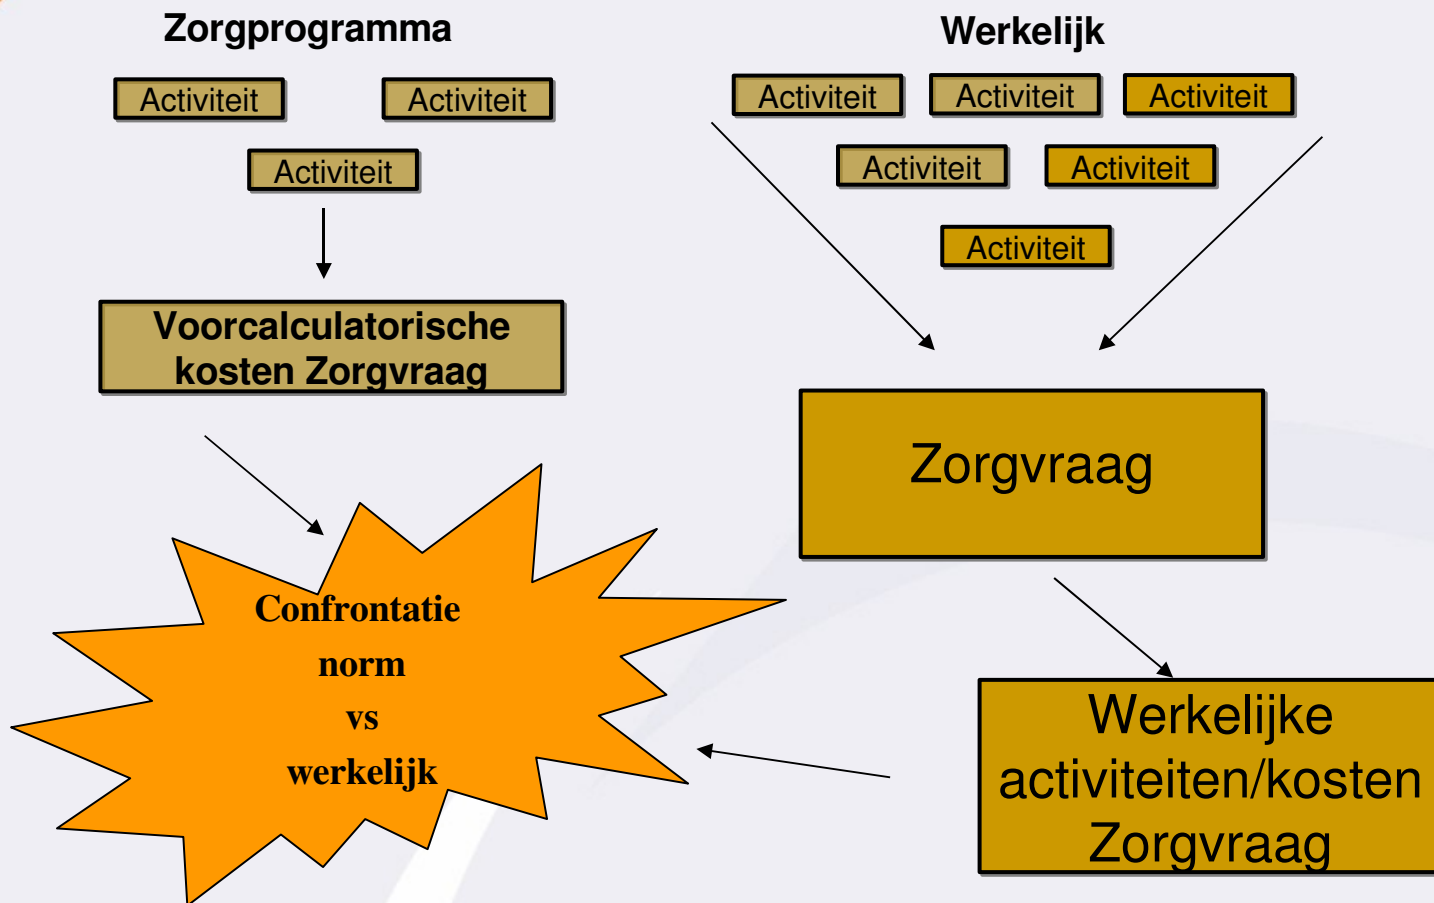 Zorgprogramma
Activiteit
Activiteit
Activiteit
Voorcalculatorische
kosten Zorgvraag
Werkelijk
Activiteit
Activiteit
Activiteit
Activiteit
Activiteit
Activiteit
Zorgvraag
Werkelijke
activiteiten/kosten
Zorgvraag
Confrontatie
norm
vs
werkelijk